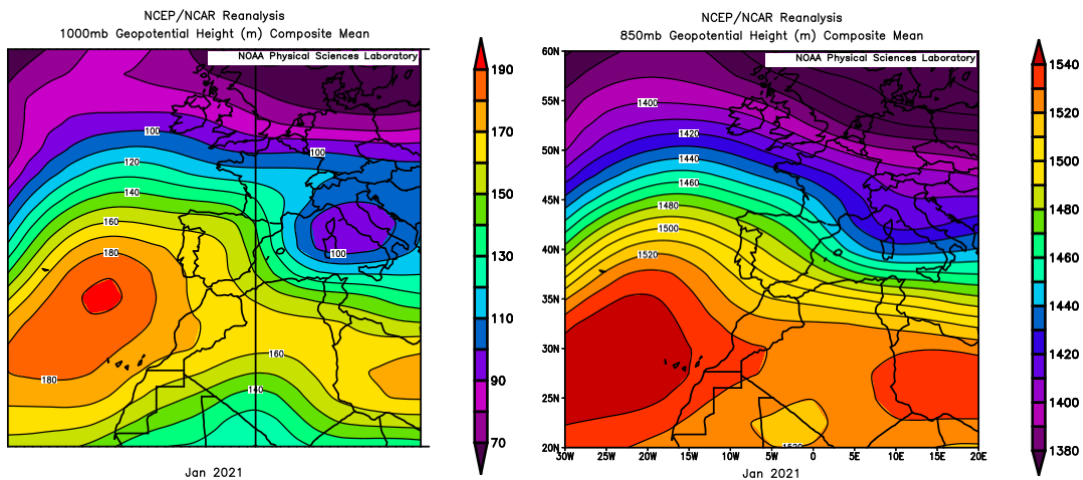 NCEP/NCAR Reanalysis
1000mb Geopotential Height (m) Composite Mean
NOAA Physical Sciences Laboratory
100
120
140
160
180
100
100
180
160
140
190
170
150
130
110
90
70
Jan 2021
NCEP/NCAR Reanalysis
850mb Geopotential Height (m) Composite Mean
NOAA Physical Sciences Laboratory
60N
55N
50N
45N
40N
35N
30N
25N
20N
1400
1420
1440
1460
1480
1500
1520
1520
30W 25W 20W 15W 10W 5W 0 5E 10E 15E 20E
1540
1520
1500
1480
1460
1440
1420
1400
1380
Jan 2021